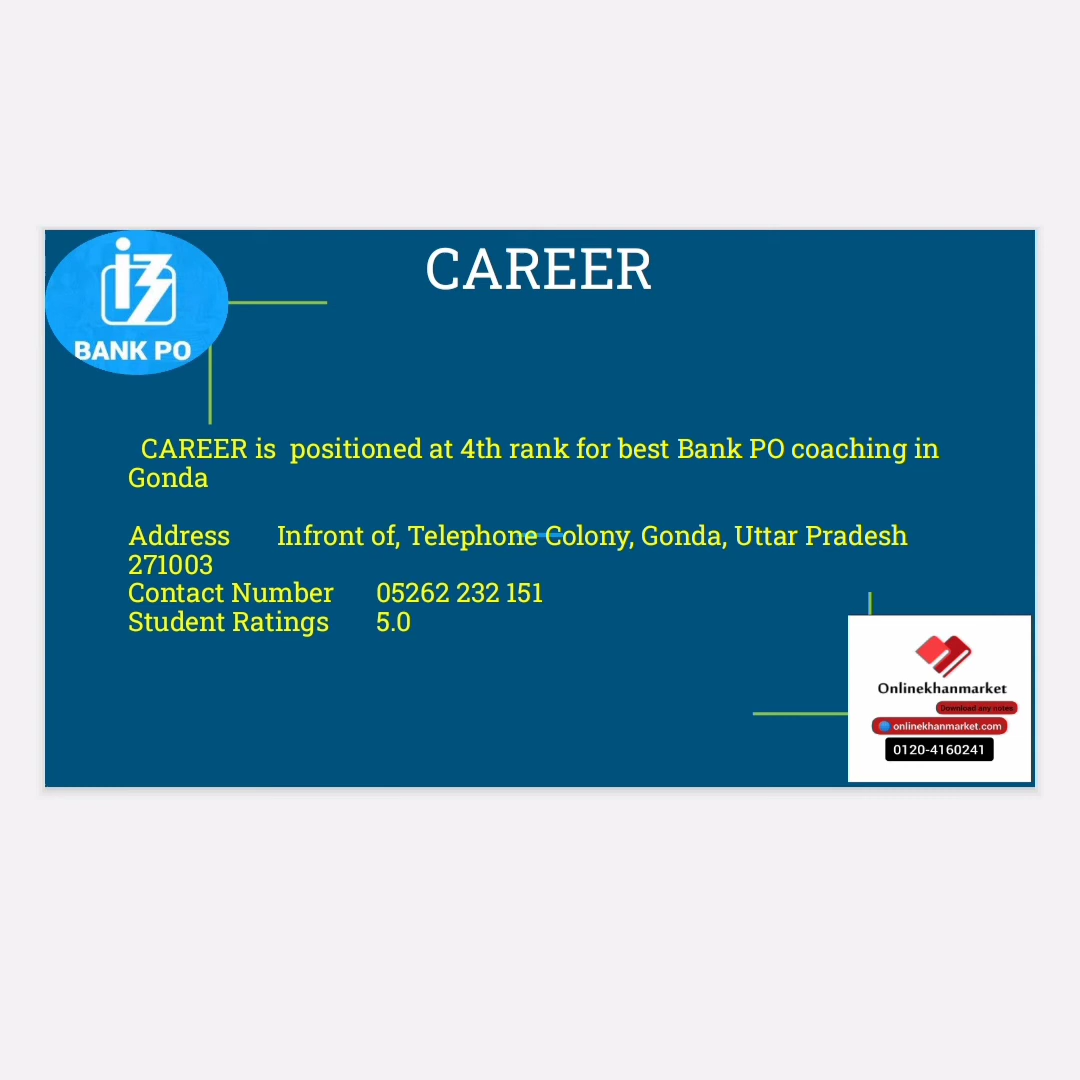 CAREER
BANK PO
CAREER is positioned at 4th rank for best Bank PO coaching in
Gonda
Address Infront of, Telephone Colony, Gonda, Uttar Pradesh
271003
Contact Number 05262 232 151
Student Ratings 5.0
Onlinekhanmarket
Download any notes
onlinekhanmarket.com
0120-4160241